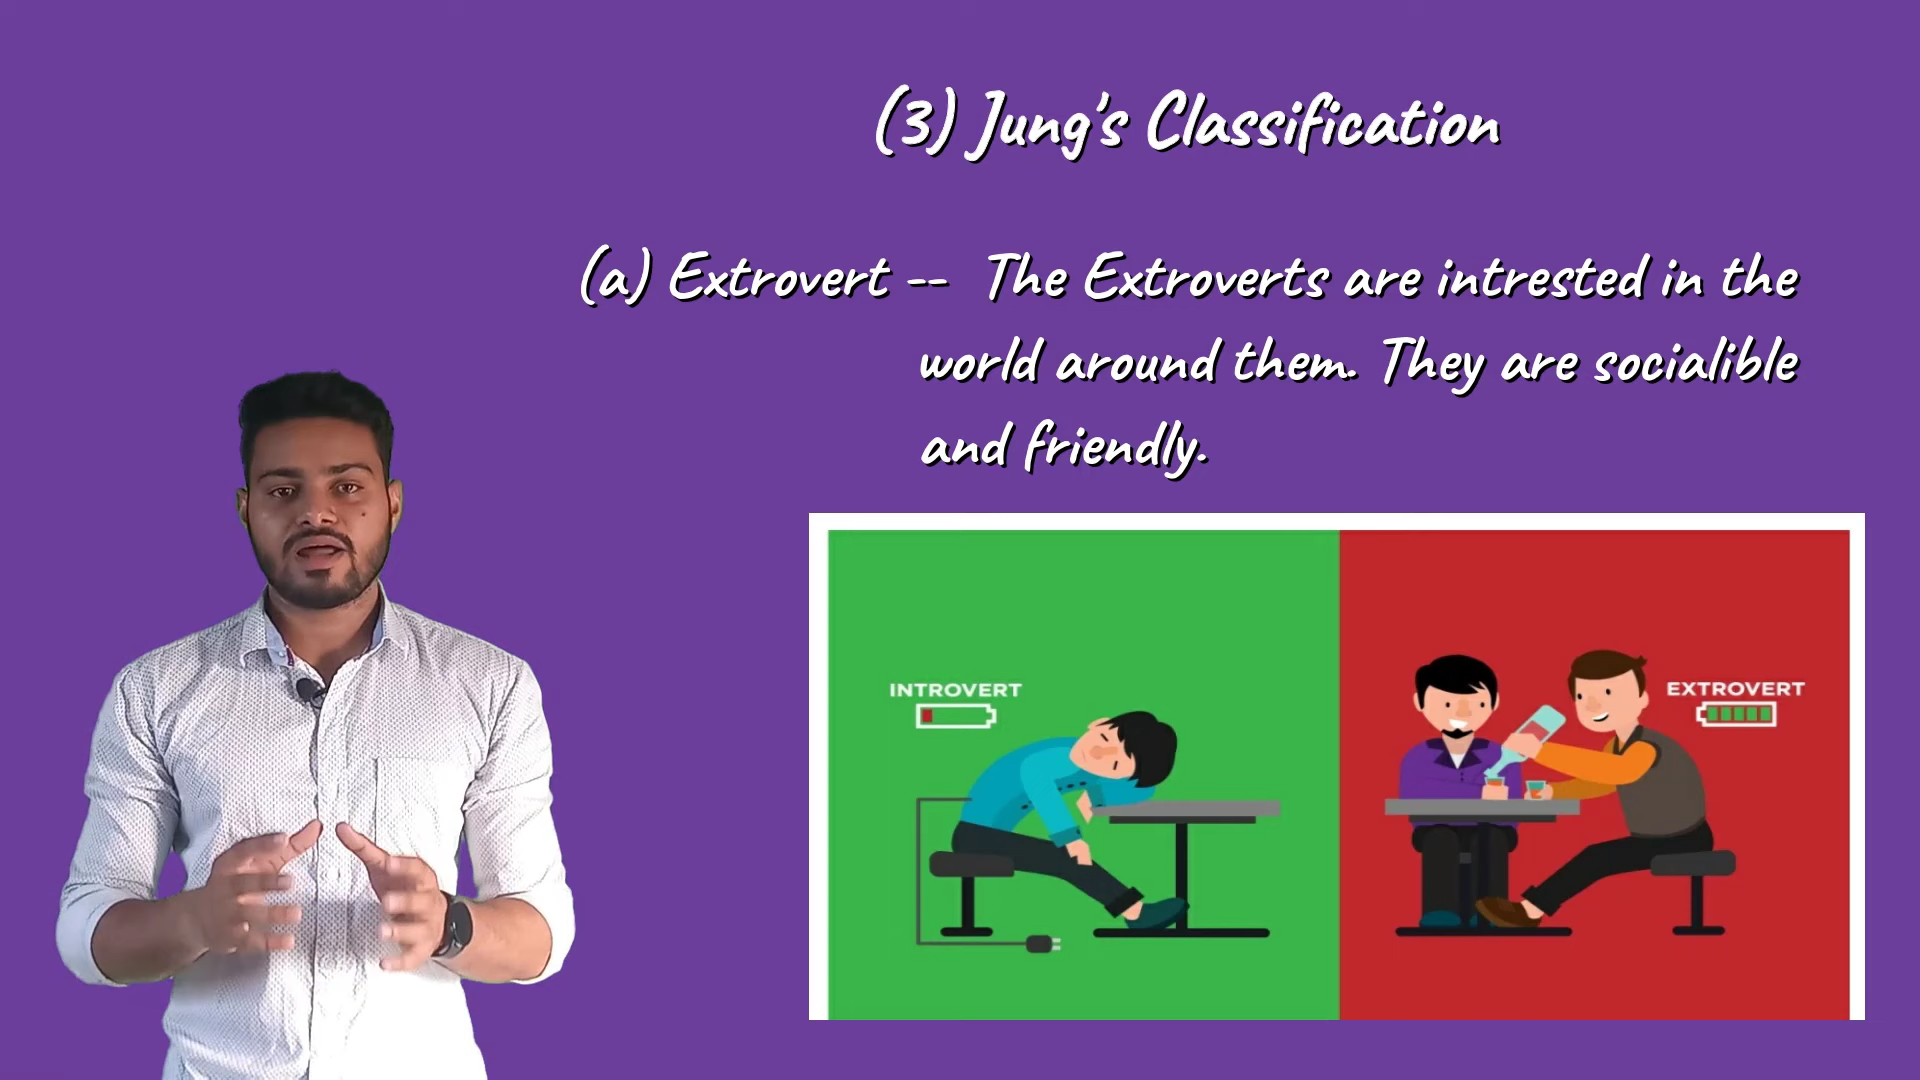 (3) Jung's Classification
(a) Extrovert -- The Extroverts are intrested in the
world around them. They are socialible
and friendly.
INTROVERT
EXTROVERT